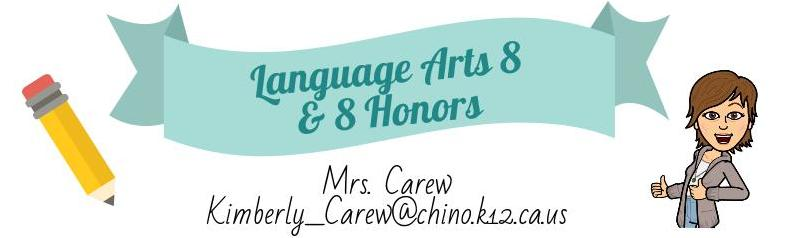 Language Arts 8
& 8 Honors
Mrs. Carew
Kimberly_Carew@chino.k12.ca.us